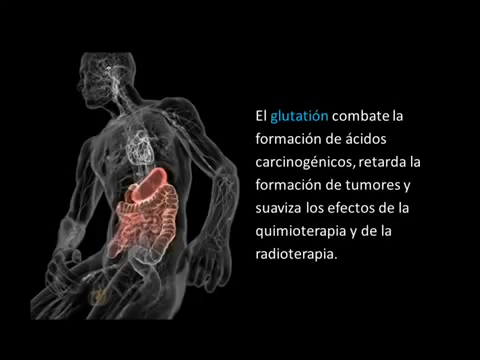 El glutatión combate la
formación de ácidos
carcinogénicos, retarda la
formación de tumores y
suaviza los efectos de la
quimioterapia y de la
radioterapia.